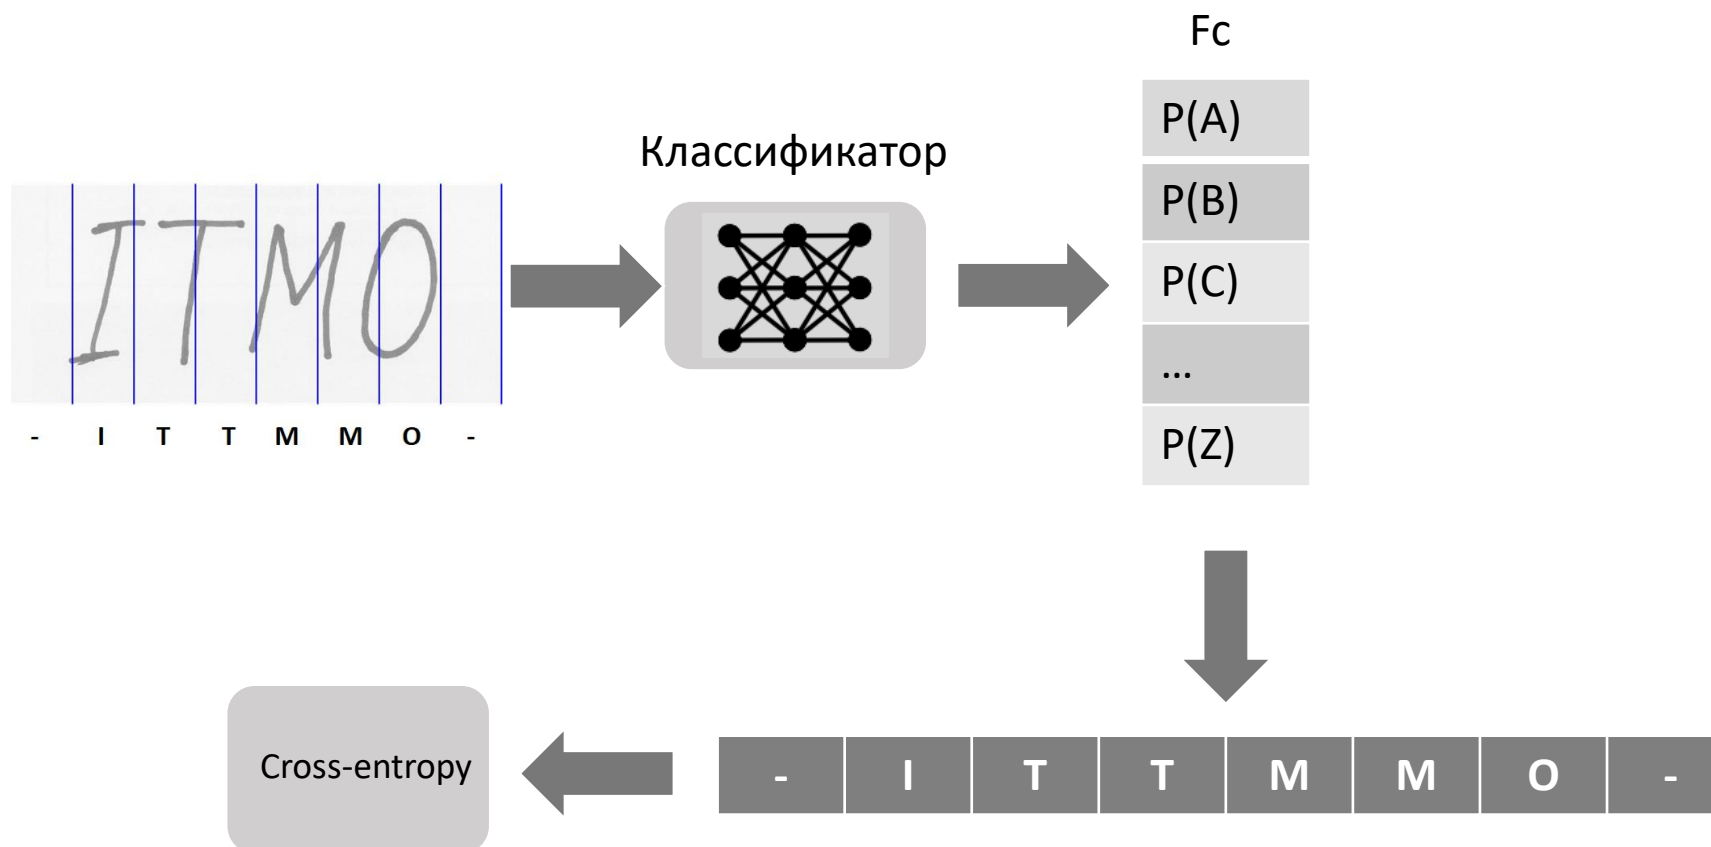 Fc
P(A)
Классификатор
P(B)
ITMO
P(C)
...
- I T T M M O -
P(Z)
Cross-entropy
- I T T M M O -